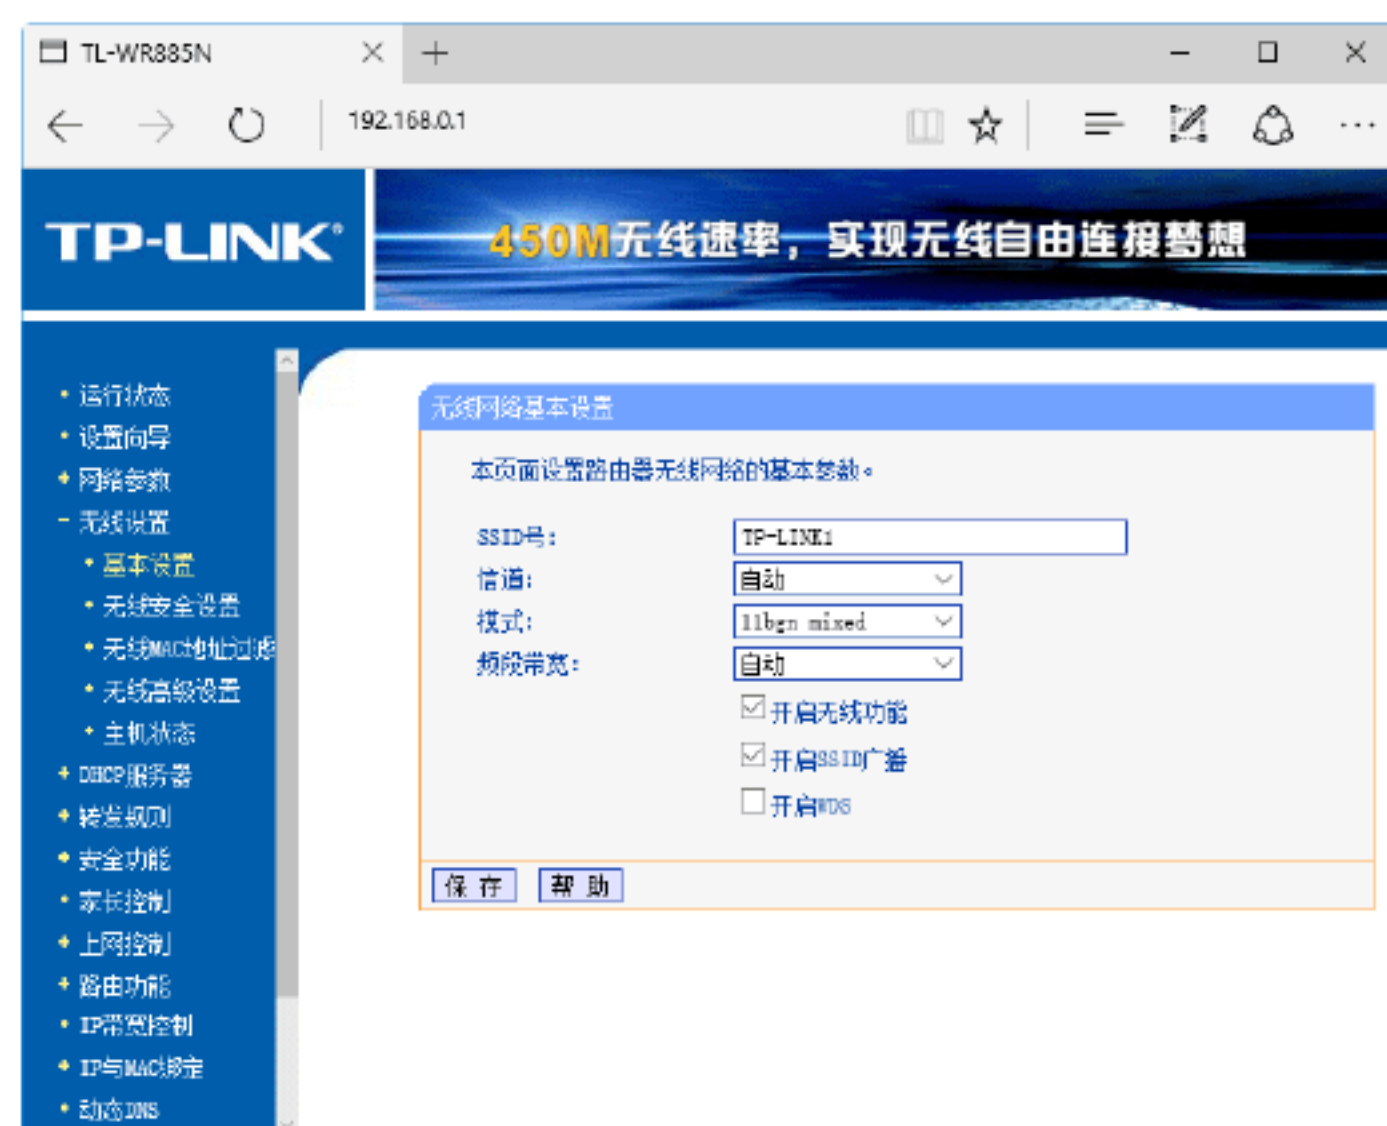 TL-WR885N
192.168.0.1
TP-LINK®
450M无线速率，实现无线自由连接梦想
运行状态
设置向导
网络参数
无线设置
基本设置
无线安全设置
无线MAC地址过滤
无线高级设置
主机状态
DHCP服务器
转发规则
安全功能
家长控制
上网控制
路由功能
IP带宽控制
IP与MAC绑定
动态DNS
无线网络基本设置
本页面设置路由器无线网络的基本参数。
SSID号： TP-LINK1
信道： 自动
模式： 11bgn mixed
频段带宽： 自动
开启无线功能
开启SSID广播
开启WDS
保 存 帮 助